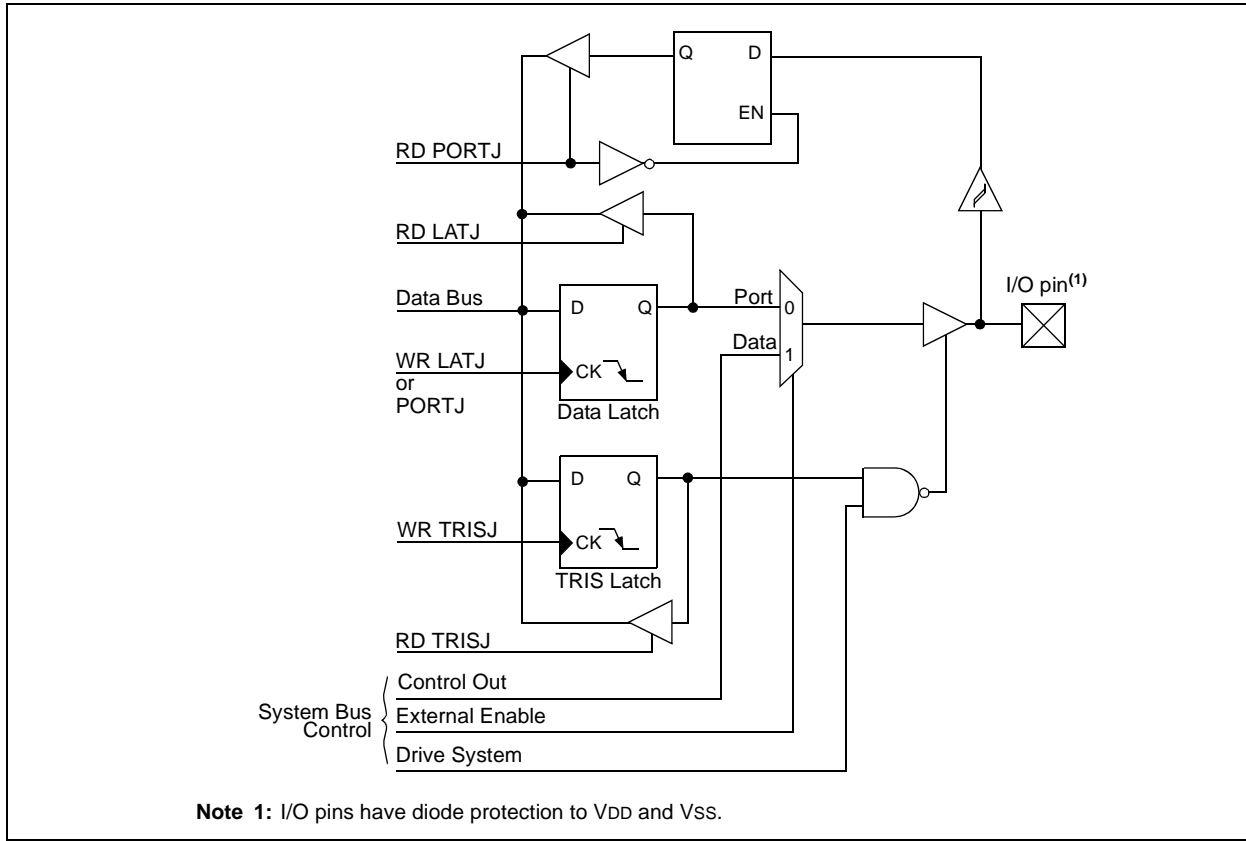 Q D
EN
RD PORTJ
RD LATJ
I/O pin(1)
Data Bus
D Q
Port 0
Data 1
WR LATJ
or
PORTJ
CK
Data Latch
D Q
WR TRISJ
CK
TRIS Latch
RD TRISJ
Control Out
System Bus
Control
External Enable
Drive System
Note 1: I/O pins have diode protection to VDD and VSS.